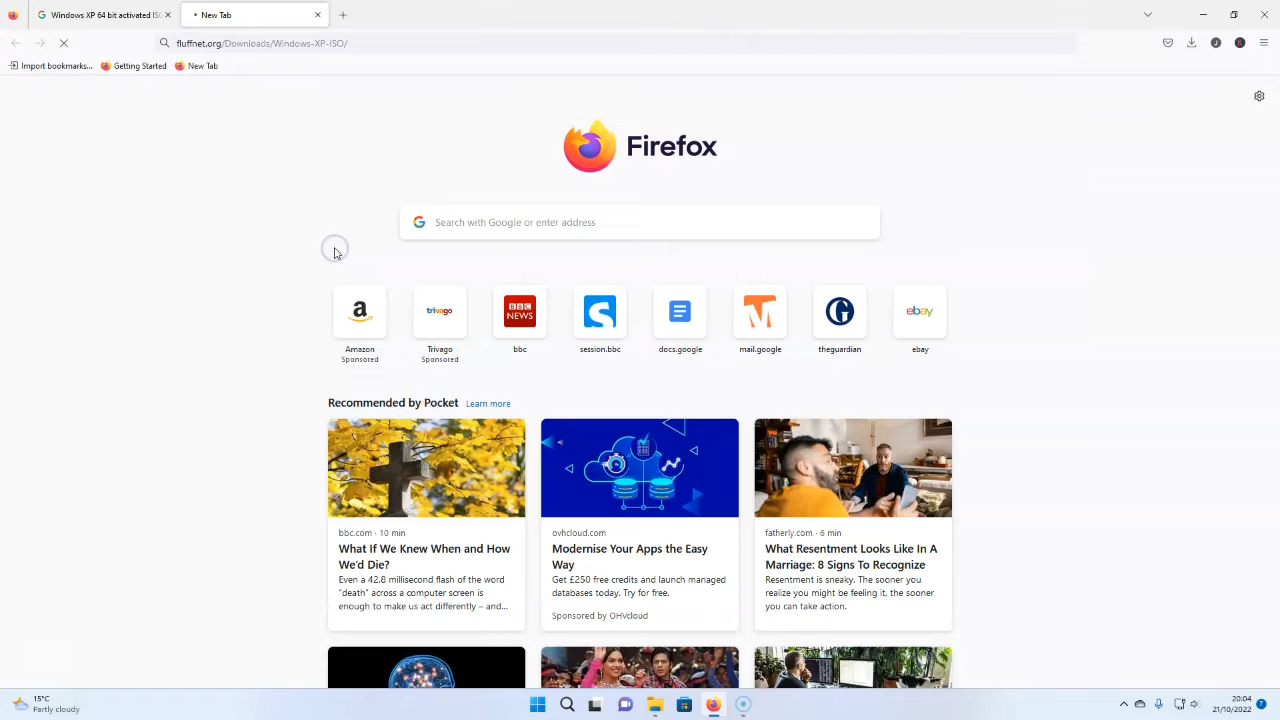 Windows XP 64 bit activated ISO
New Tab
fluffnet.org/Downloads/Windows-XP-ISO/
Import bookmarks...
Getting Started
New Tab
Firefox
Search with Google or enter address
a
trivago
BBC
NEWS
S
ebay
Amazon
Sponsored
Trivago
Sponsored
bbc
session.bbc
docs.google
mail.google
theguardian
ebay
Recommended by Pocket Learn more
bbc.com · 10 min
What If We Knew When and How
We'd Die?
Even a 42.8 millisecond flash of the word
"death" across a computer screen is
enough to make us act differently – and...
ovhcloud.com
Modernise Your Apps the Easy
Way
Get £250 free credits and launch managed
databases today. Try for free.
Sponsored by OHVcloud
fatherly.com · 6 min
What Resentment Looks Like In A
Marriage: 8 Signs To Recognize
Resentment is sneaky. The sooner you
realize you might be feeling it, the sooner
you can take action.
15°C
Partly cloudy
20:04
21/10/2022